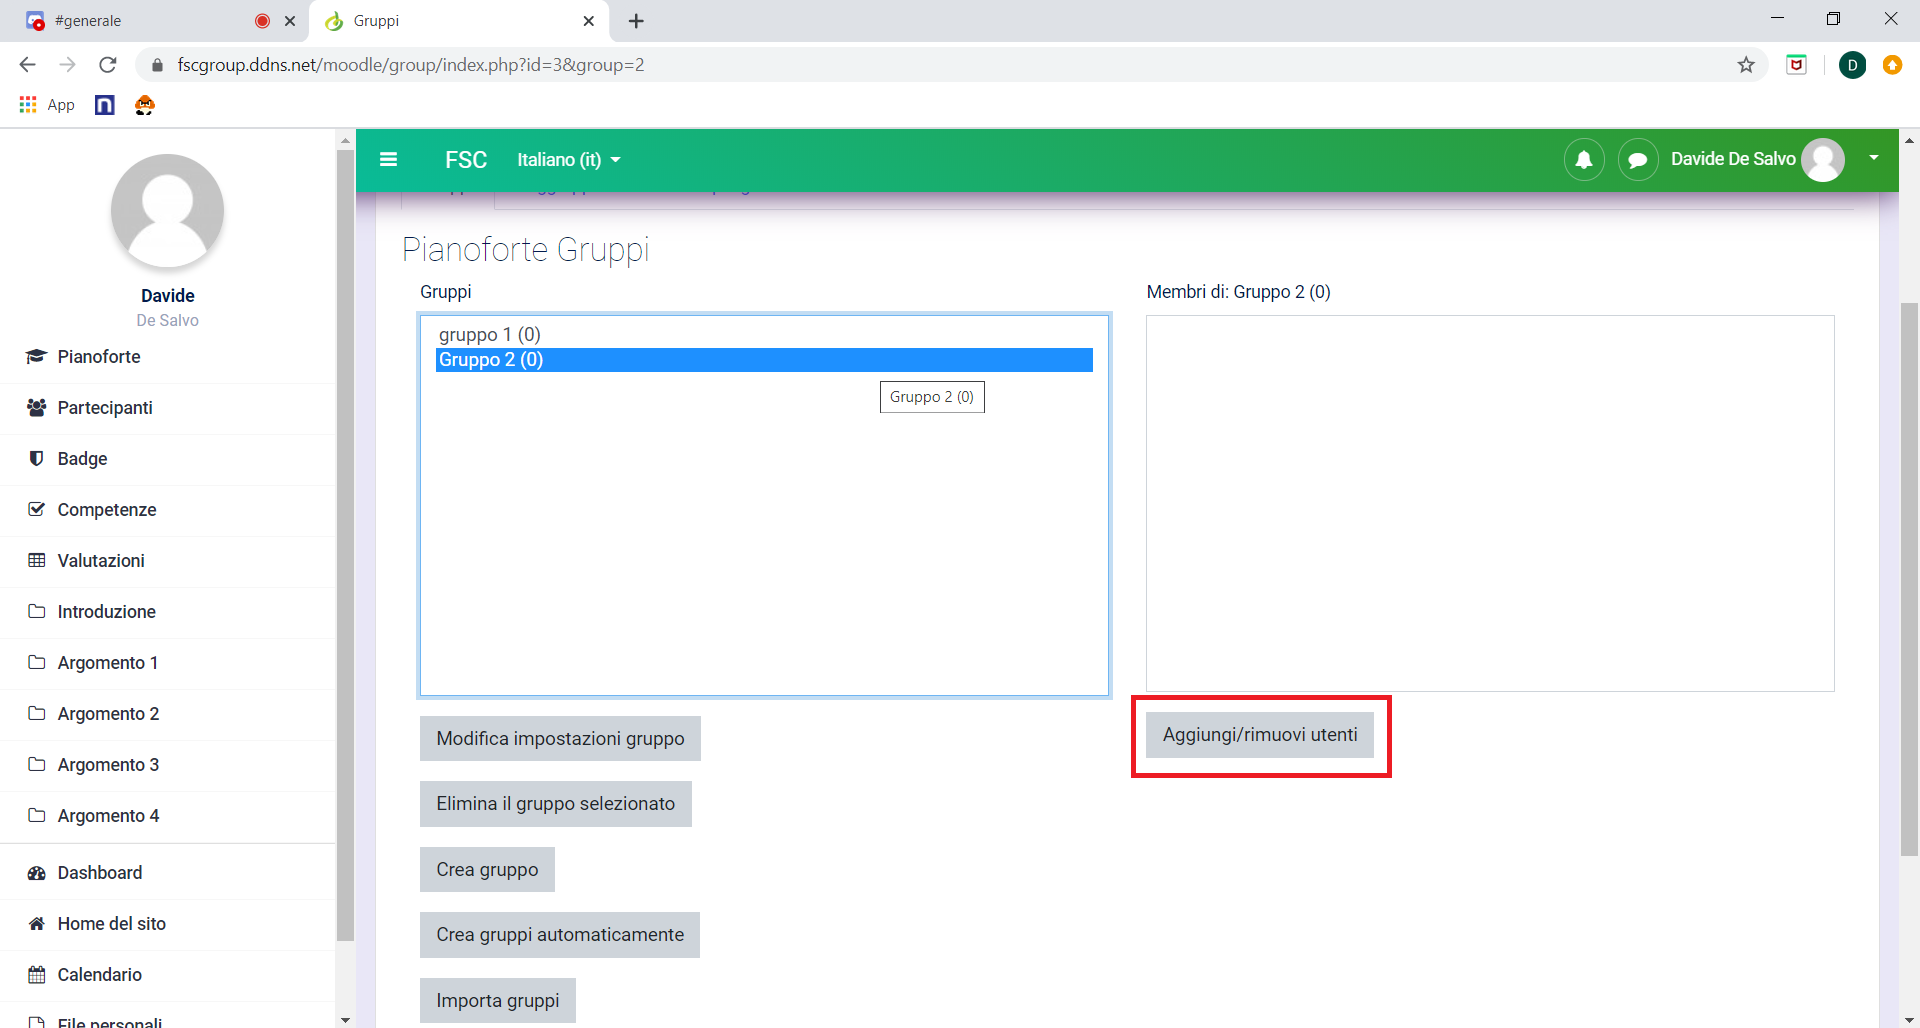 #generale
Gruppi
fscgroup.ddns.net/moodle/group/index.php?id=3&group=2
D
App
n
FSC
Italiano (it)
Davide De Salvo
Davide
De Salvo
Pianoforte
Partecipanti
Badge
Competenze
Valutazioni
Introduzione
Argomento 1
Argomento 2
Argomento 3
Argomento 4
Dashboard
Home del sito
Calendario
File personali
Pianoforte Gruppi
Gruppi
gruppo 1 (0)
Gruppo 2 (0)
Gruppo 2 (0)
Modifica impostazioni gruppo
Elimina il gruppo selezionato
Crea gruppo
Crea gruppi automaticamente
Importa gruppi
Membri di: Gruppo 2 (0)
Aggiungi/rimuovi utenti